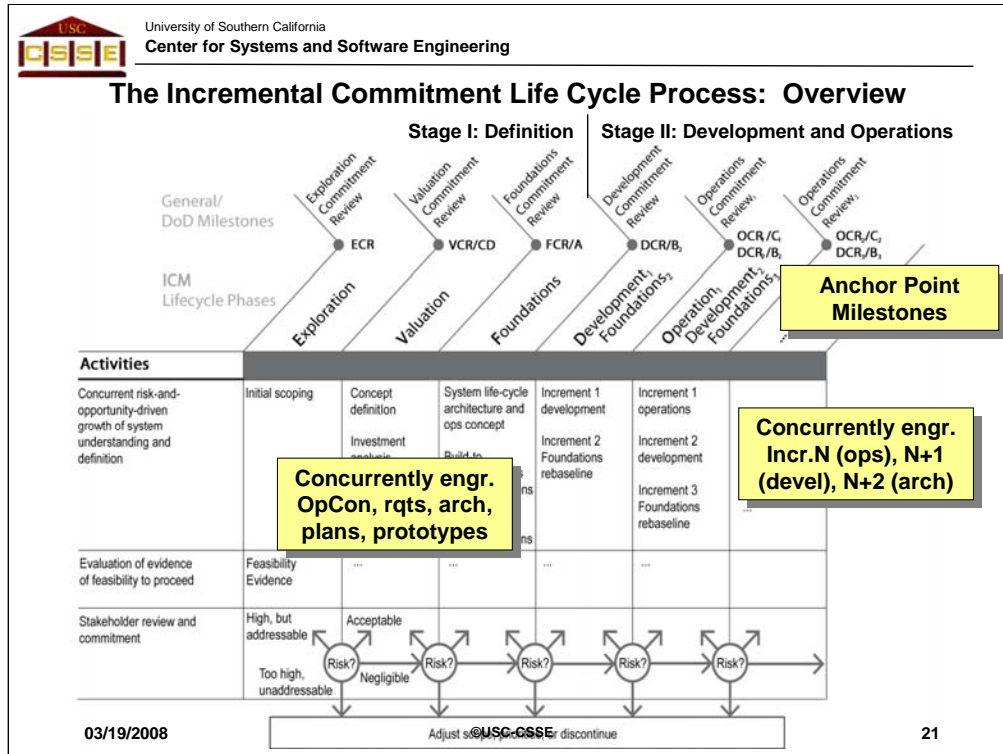 USC
CSSE
University of Southern California
Center for Systems and Software Engineering
The Incremental Commitment Life Cycle Process: Overview
Stage I: Definition
Stage II: Development and Operations
General/
DoD Milestones
Exploration
Commitment
Review
Valuation
Commitment
Review
Foundations
Commitment
Review
Development
Commitment
Review
Operations
Commitment
Review₁
Operations
Commitment
Review₂
ECR
VCR/CD
FCR/A
DCR/B₂
OCR₁/C₁
DCR₂/B₂
OCR₂/C₂
DCR₃/B₃
ICM
Lifecycle Phases
Exploration
Valuation
Foundations
Development₁
Foundations₂
Operation₁
Development₂
Foundations₃
...
Anchor Point
Milestones
Activities
Concurrent risk-and-
opportunity-driven
growth of system
understanding and
definition
Initial scoping
Concept
definition
Investment
analysis
System life-cycle
architecture and
ops concept
Build-to
Increment 1
development
Increment 2
Foundations
rebaseline
Increment 1
operations
Increment 2
development
Increment 3
Foundations
rebaseline
...
Concurrently engr.
OpCon, rqts, arch,
plans, prototypes
Concurrently engr.
Incr.N (ops), N+1
(devel), N+2 (arch)
Evaluation of evidence
of feasibility to proceed
Feasibility
Evidence
...
...
...
...
Stakeholder review and
commitment
High, but
addressable
Acceptable
Too high,
unaddressable
Negligible
Risk?
Risk?
Risk?
Risk?
Risk?
Adjust scope, priorities, or discontinue
03/19/2008
©USC-CSSE
21